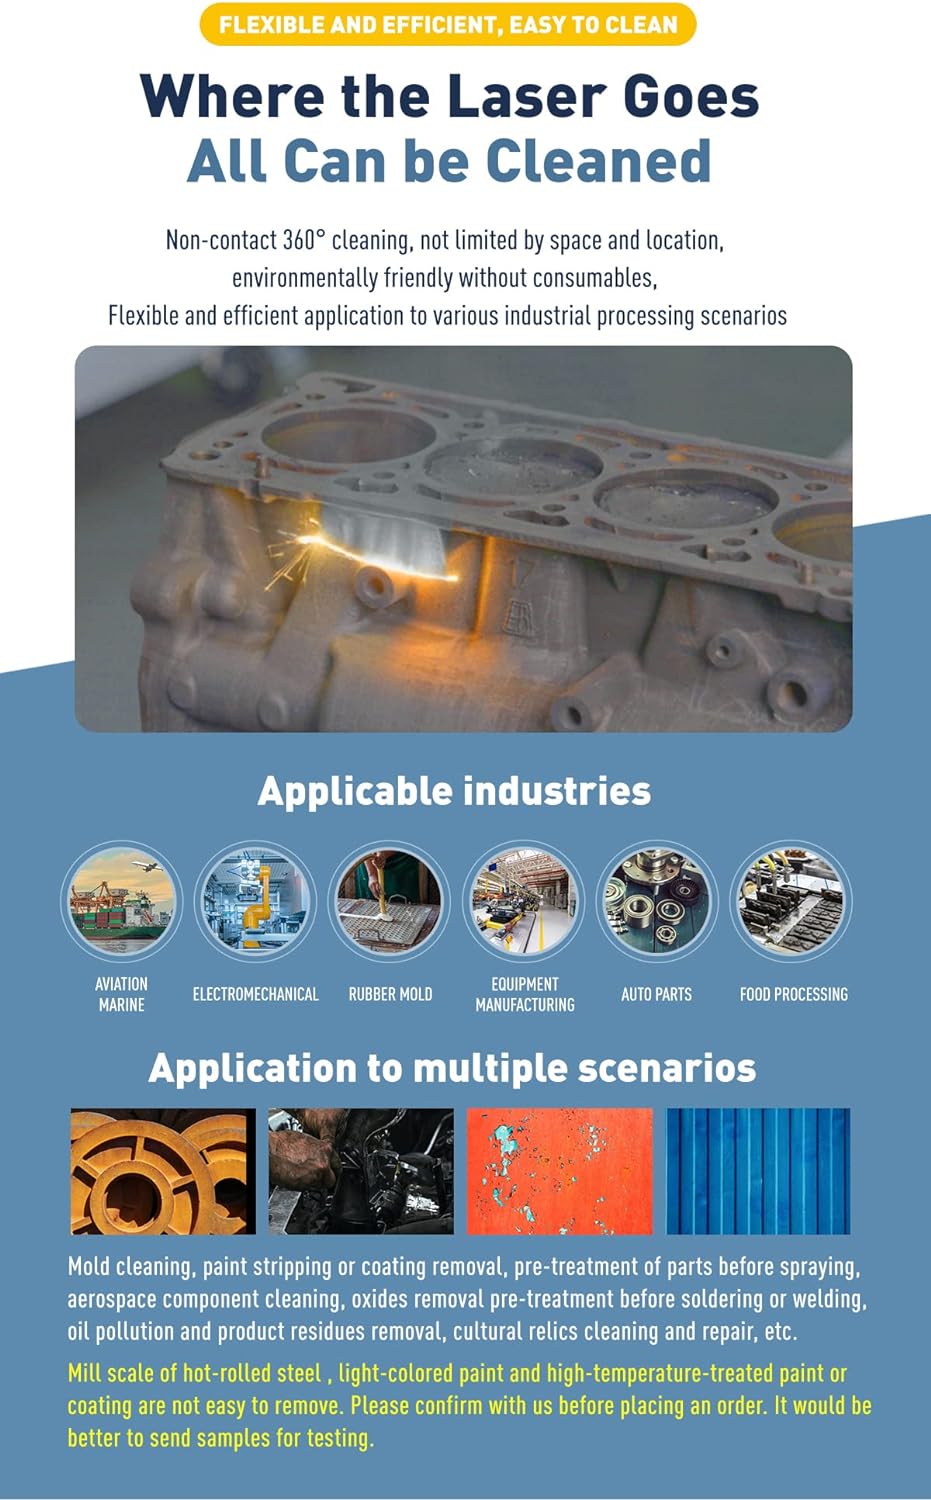 FLEXIBLE AND EFFICIENT, EASY TO CLEAN
Where the Laser Goes
All Can be Cleaned
Non-contact 360° cleaning, not limited by space and location,
environmentally friendly without consumables,
Flexible and efficient application to various industrial processing scenarios
Applicable industries
AVIATION
MARINE
ELECTROMECHANICAL
RUBBER MOLD
EQUIPMENT
MANUFACTURING
AUTO PARTS
FOOD PROCESSING
Application to multiple scenarios
Mold cleaning, paint stripping or coating removal, pre-treatment of parts before spraying,
aerospace component cleaning, oxides removal pre-treatment before soldering or welding,
oil pollution and product residues removal, cultural relics cleaning and repair, etc.
Mill scale of hot-rolled steel , light-colored paint and high-temperature-treated paint or
coating are not easy to remove. Please confirm with us before placing an order. It would be
better to send samples for testing.